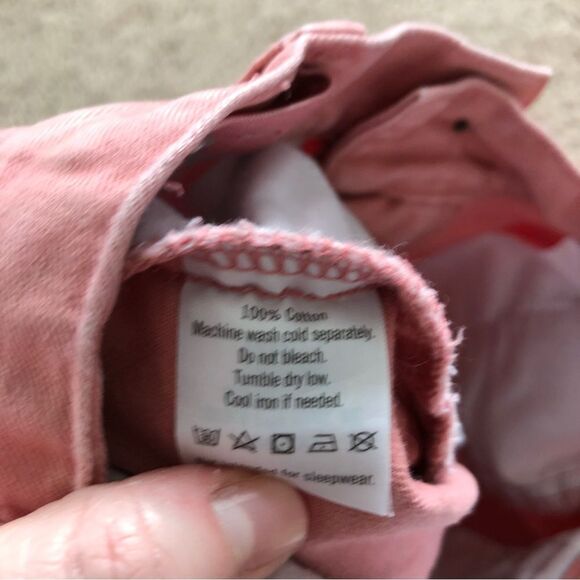 100% Cotton
Machine wash cold separately.
Do not bleach.
Tumble dry low.
Cool iron if needed.
for sleepwear.